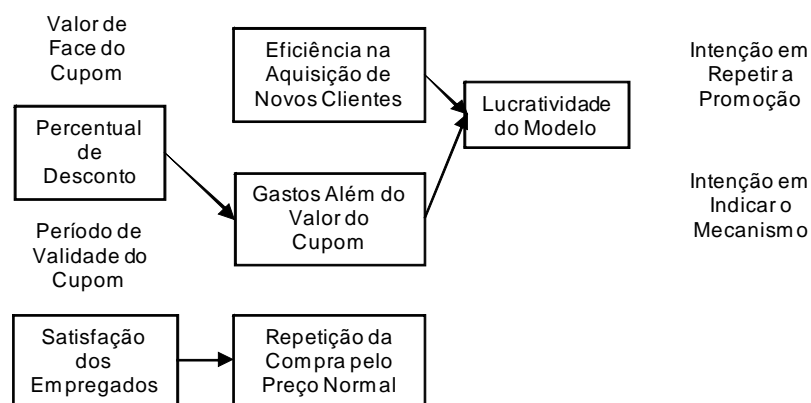 Valor de
Face do
Cupom
Percentual
de
Desconto
Período de
Validade do
Cupom
Satisfação
dos
Empregados
Eficiência na
Aquisição de
Novos Clientes
Gastos Além do
Valor do
Cupom
Repetição da
Compra pelo
Preço Normal
Lucratividade
do Modelo
Intenção em
Repetir a
Promoção
Intenção em
Indicar o
Mecanismo